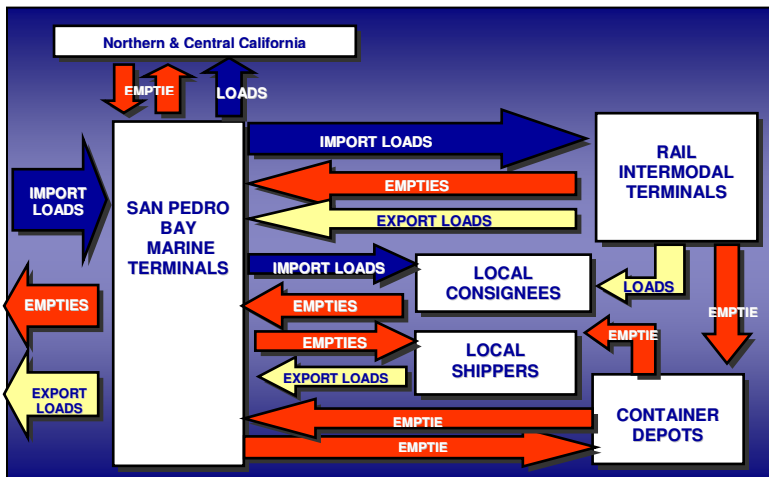 Northern & Central California
EMPTIE
LOADS
IMPORT LOADS
RAIL
INTERMODAL
TERMINALS
EMPTIES
IMPORT
LOADS
SAN PEDRO
BAY
MARINE
TERMINALS
EXPORT LOADS
IMPORT LOADS
LOCAL
CONSIGNEES
LOADS
EMPTIES
EMPTIES
EMPTIE
EMPTIES
LOCAL
SHIPPERS
EMPTIE
EXPORT LOADS
EXPORT
LOADS
EMPTIE
CONTAINER
DEPOTS
EMPTIE